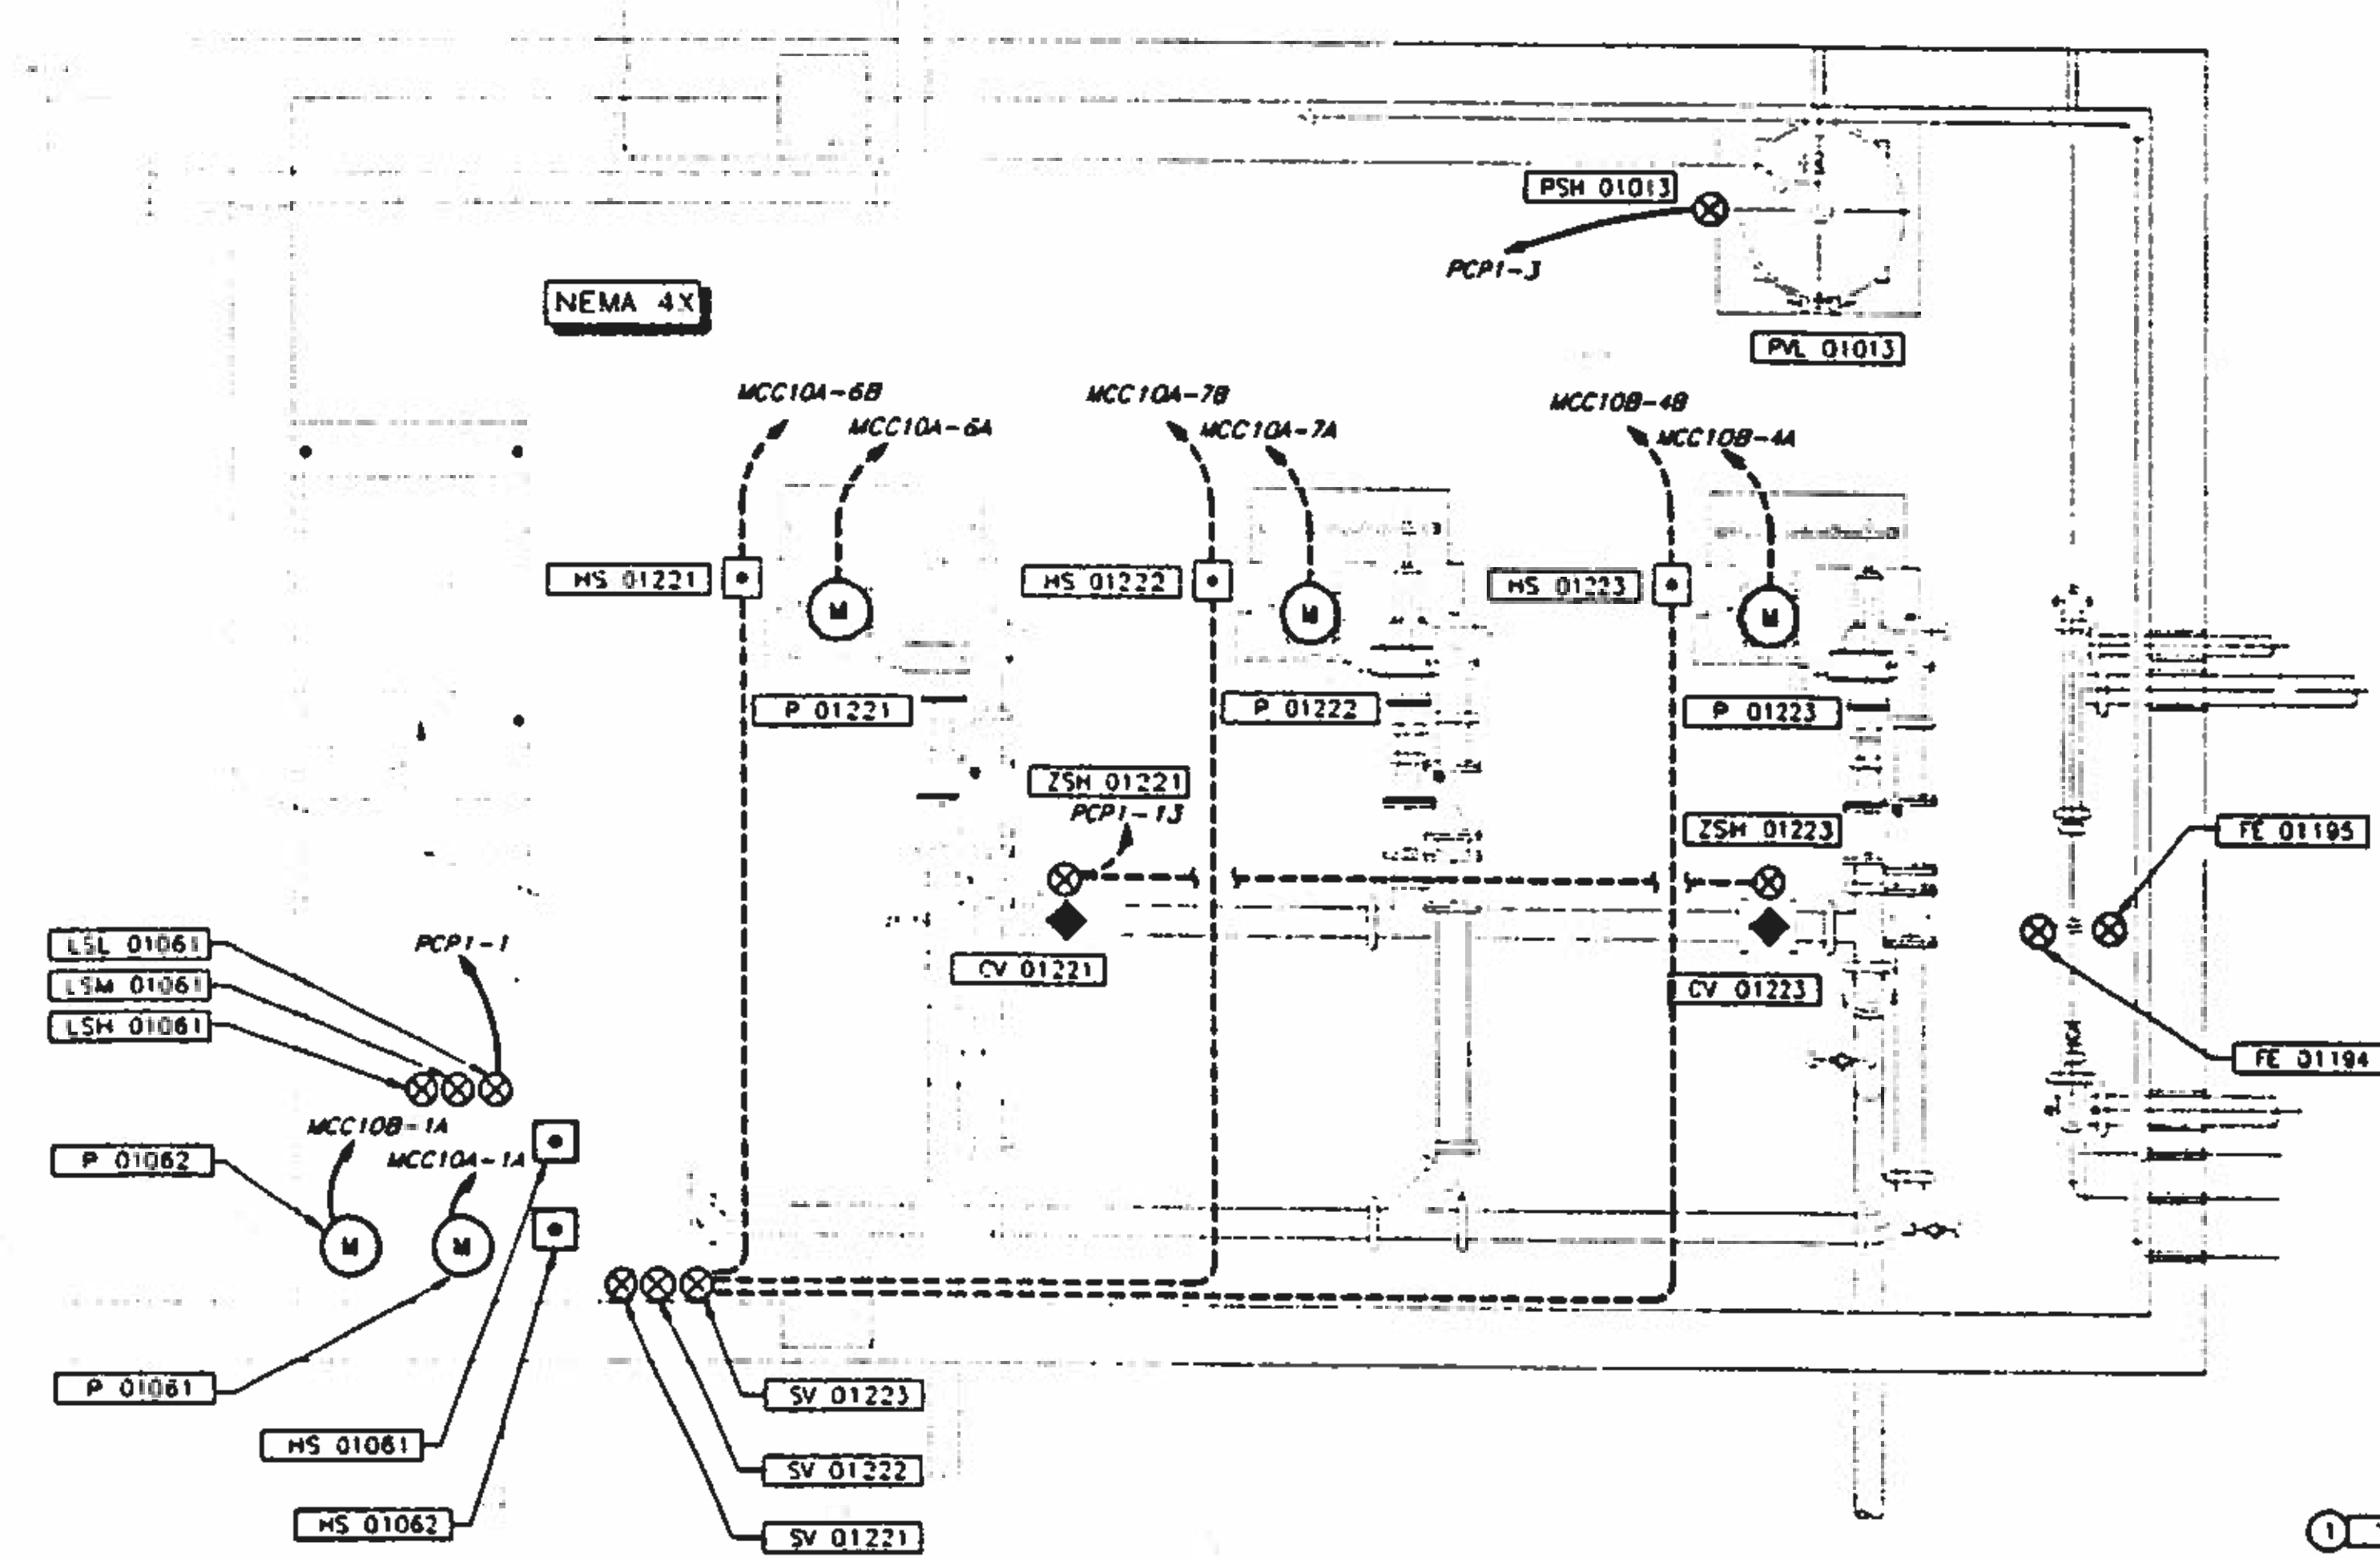 PSH 01013
PCP1-3
NEMA 4X
PVL 01013
MCC10A-6B
MCC10A-7B
MCC10B-4B
MCC10A-6A
MCC10A-7A
MCC10B-4A
HS 01221
M
HS 01222
M
HS 01223
M
P 01221
P 01222
P 01223
ZSH 01221
PCP1-13
ZSH 01223
FE 01195
LSL 01061
PCP1-1
CV 01221
LSM 01061
CV 01223
LSH 01061
FE 01194
MCC10B-1A
P 01062
MCC10A-1A
M
M
P 01061
SV 01223
HS 01061
SV 01222
HS 01062
SV 01221
1